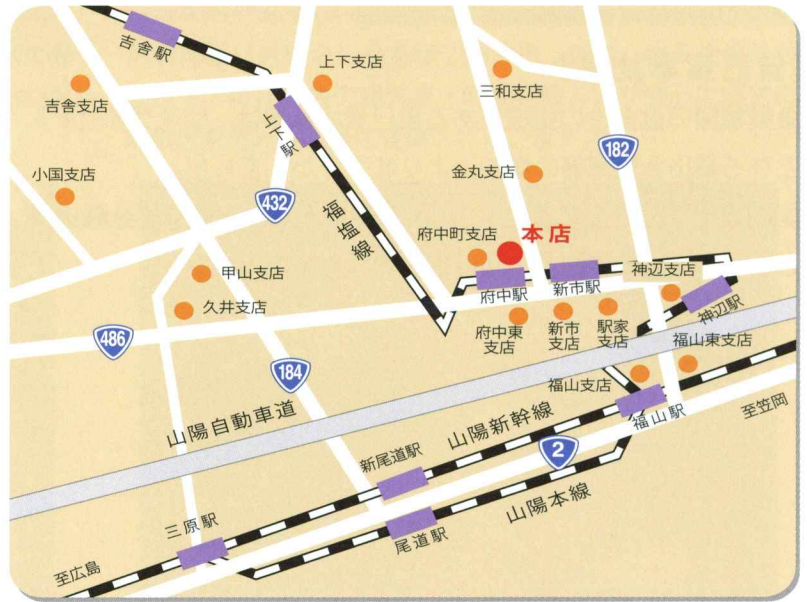 吉舎駅
上下支店
三和支店
吉舎支店
上下駅
182
小国支店
金丸支店
432
福塩線
府中町支店
本店
神辺支店
甲山支店
府中駅
新市駅
神辺駅
久井支店
府中東
支店
新市
支店
駅家
支店
486
福山東支店
184
福山支店
山陽自動車道
山陽新幹線
福山駅
至笠岡
新尾道駅
2
山陽本線
三原駅
尾道駅
至広島